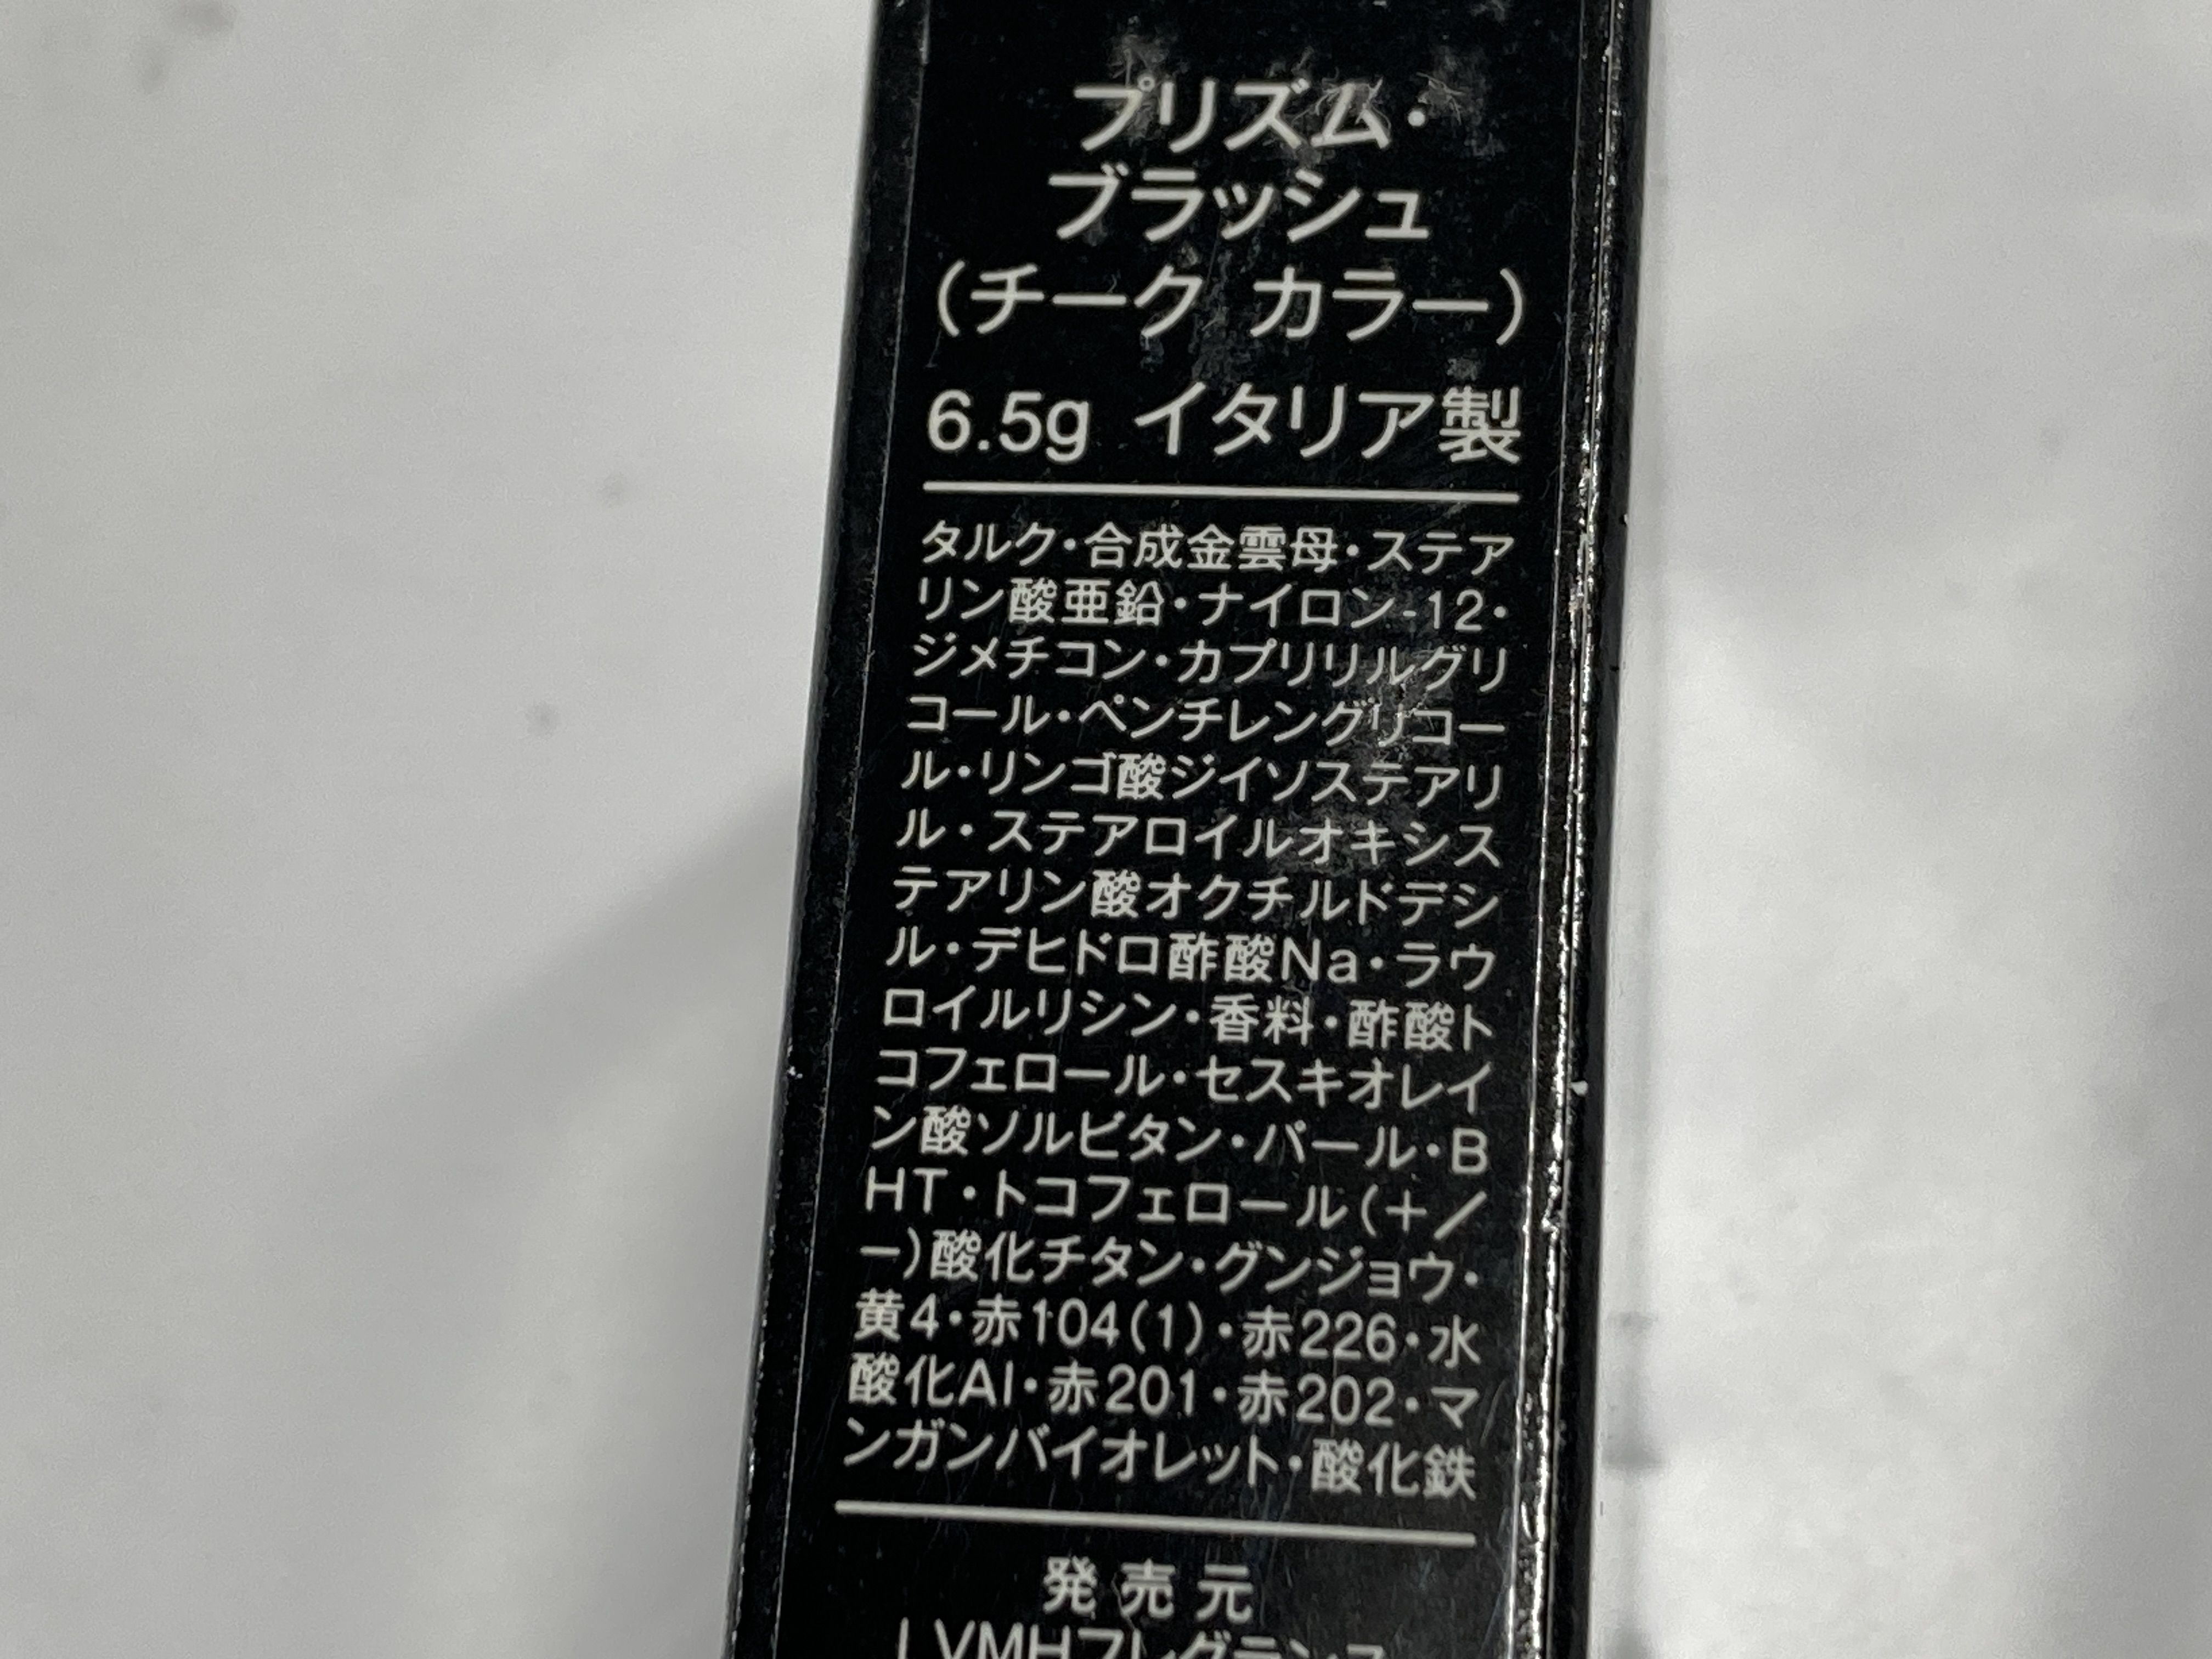 プリズム・
ブラッシュ
(チーク カラー)
6.5g イタリア製
タルク・合成金雲母・ステア
リン酸亜鉛・ナイロン-12・
ジメチコン・カプリリルグリ
コール・ペンチレングリコー
ル・リンゴ酸ジイソステアリ
ル・ステアロイルオキシス
テアリン酸オクチルドデシ
ル・デヒドロ酢酸Na・ラウ
ロイルリシン・香料・酢酸ト
コフェロール・セスキオレイ
ン酸ソルビタン・パール・B
HT・トコフェロール(+/
ー)酸化チタン・グンジョウ・
黄4・赤104(1)・赤226・水
酸化Al・赤201・赤202・マ
ンガンバイオレット・酸化鉄
発売元
LVMHフレグランス